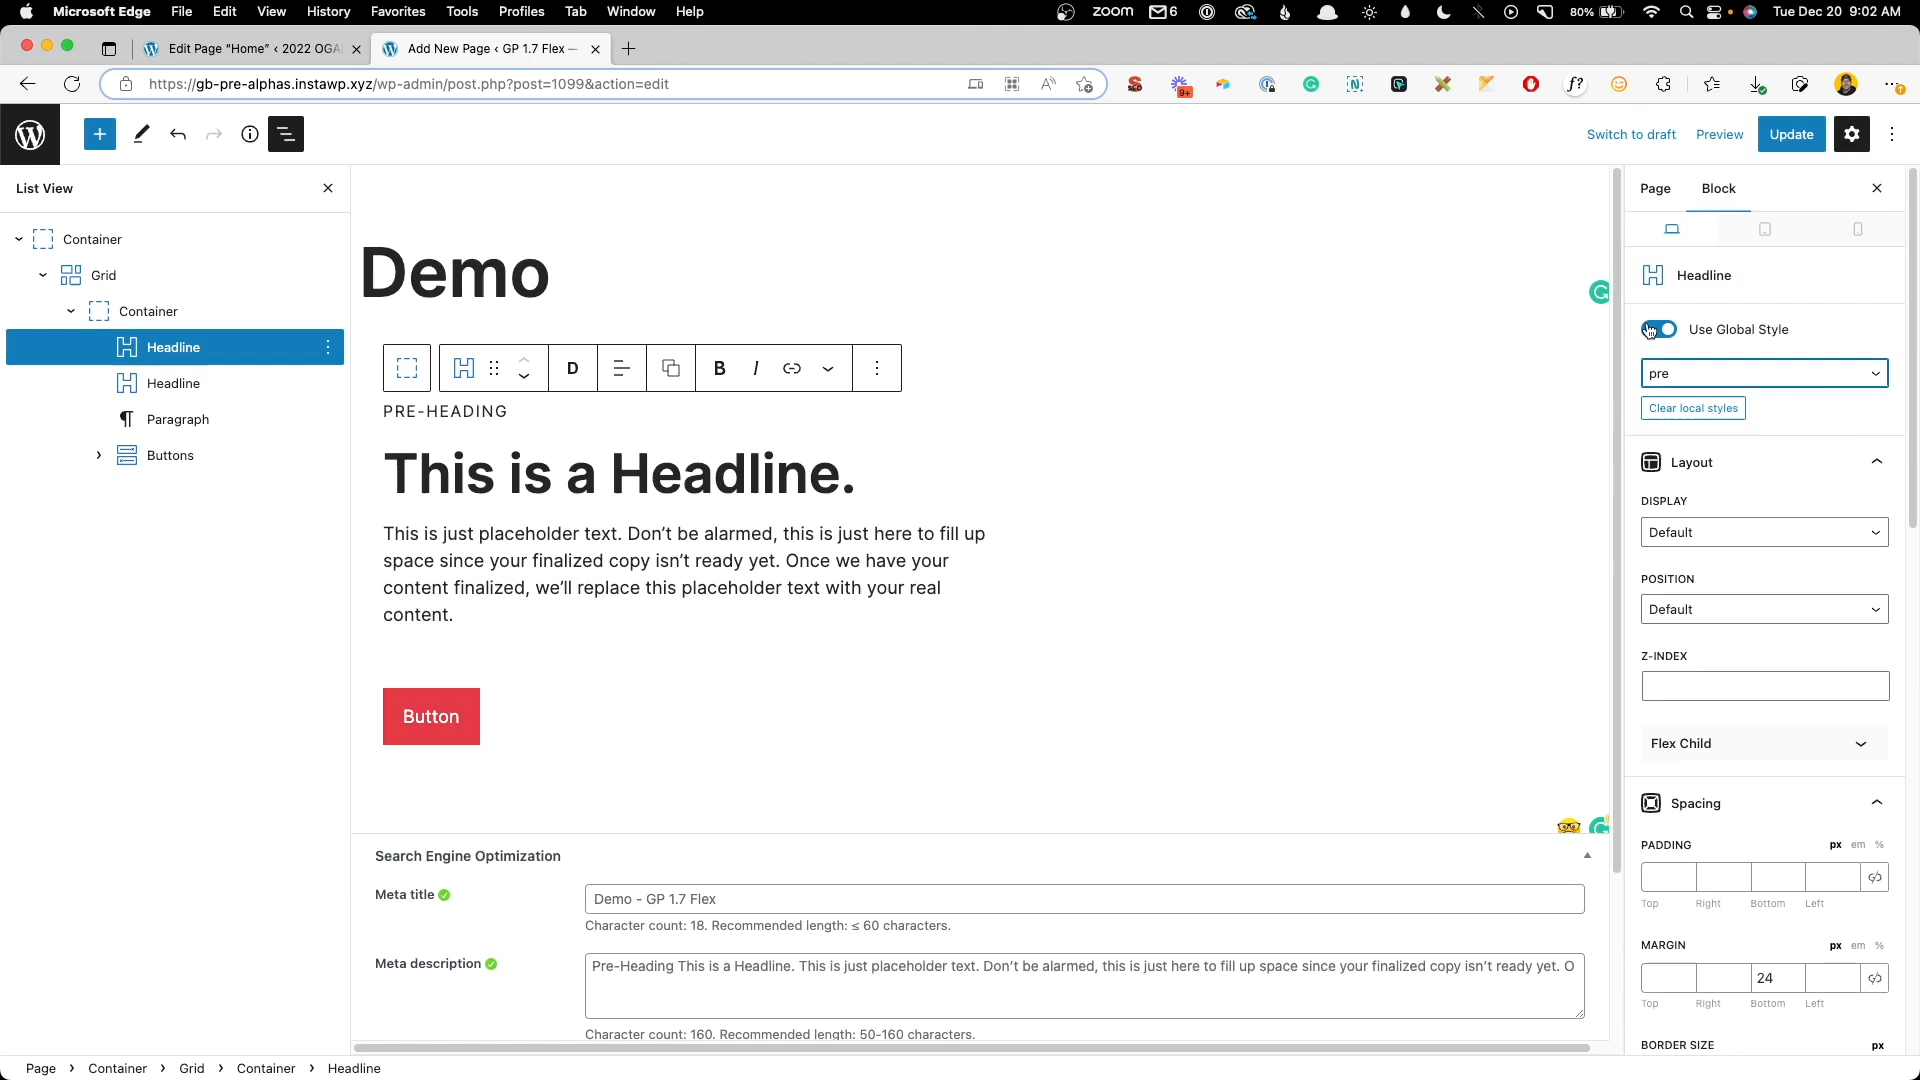 Microsoft Edge File Edit View History Favorites Tools Profiles Tab Window Help
zoom 6 80% Tue Dec 20 9:02 AM
Edit Page "Home" ‹ 2022 OGA
Add New Page ‹ GP 1.7 Flex —
https://gb-pre-alphas.instawp.xyz/wp-admin/post.php?post=1099&action=edit
9+
Switch to draft Preview Update
List View
Container
Grid
Container
Headline
Headline
Paragraph
Buttons
Demo
D B I
PRE-HEADING
This is a Headline.
This is just placeholder text. Don't be alarmed, this is just here to fill up
space since your finalized copy isn't ready yet. Once we have your
content finalized, we'll replace this placeholder text with your real
content.
Button
Search Engine Optimization
Meta title
Demo - GP 1.7 Flex
Character count: 18. Recommended length: ≤ 60 characters.
Meta description
Pre-Heading This is a Headline. This is just placeholder text. Don't be alarmed, this is just here to fill up space since your finalized copy isn't ready yet. O
Character count: 160. Recommended length: 50-160 characters.
Page Block
Headline
Use Global Style
pre
Clear local styles
Layout
DISPLAY
Default
POSITION
Default
Z-INDEX
Flex Child
Spacing
PADDING px em %
Top Right Bottom Left
MARGIN px em %
24
Top Right Bottom Left
BORDER SIZE px
Page › Container › Grid › Container › Headline